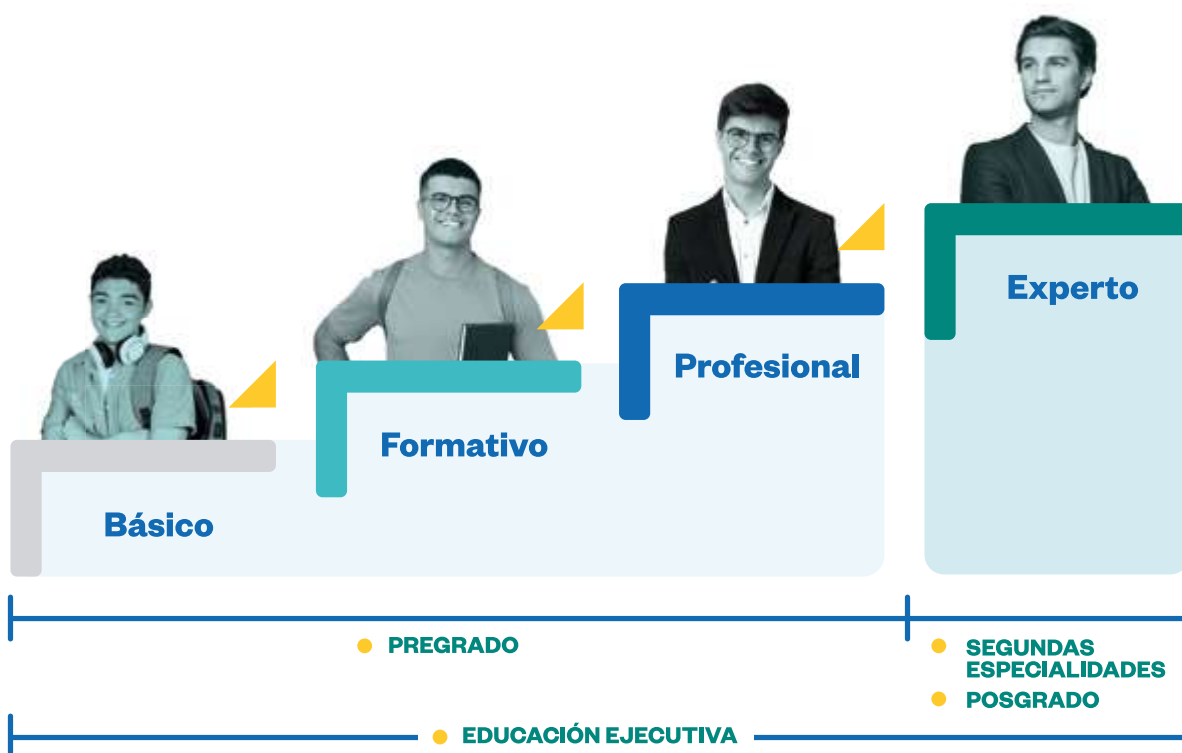 Experto
Profesional
Formativo
Básico
PREGRADO
SEGUNDAS
ESPECIALIDADES
POSGRADO
EDUCACIÓN EJECUTIVA